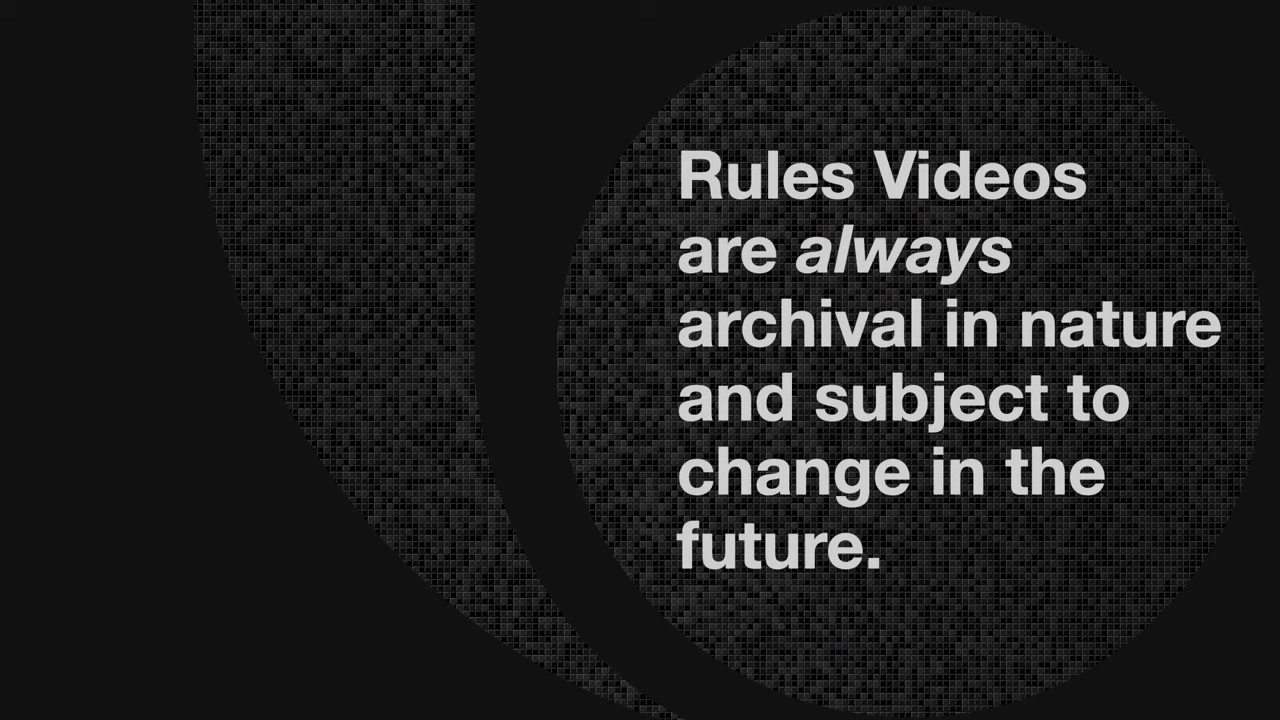 Rules Videos
are always
archival in nature
and subject to
change in the
future.